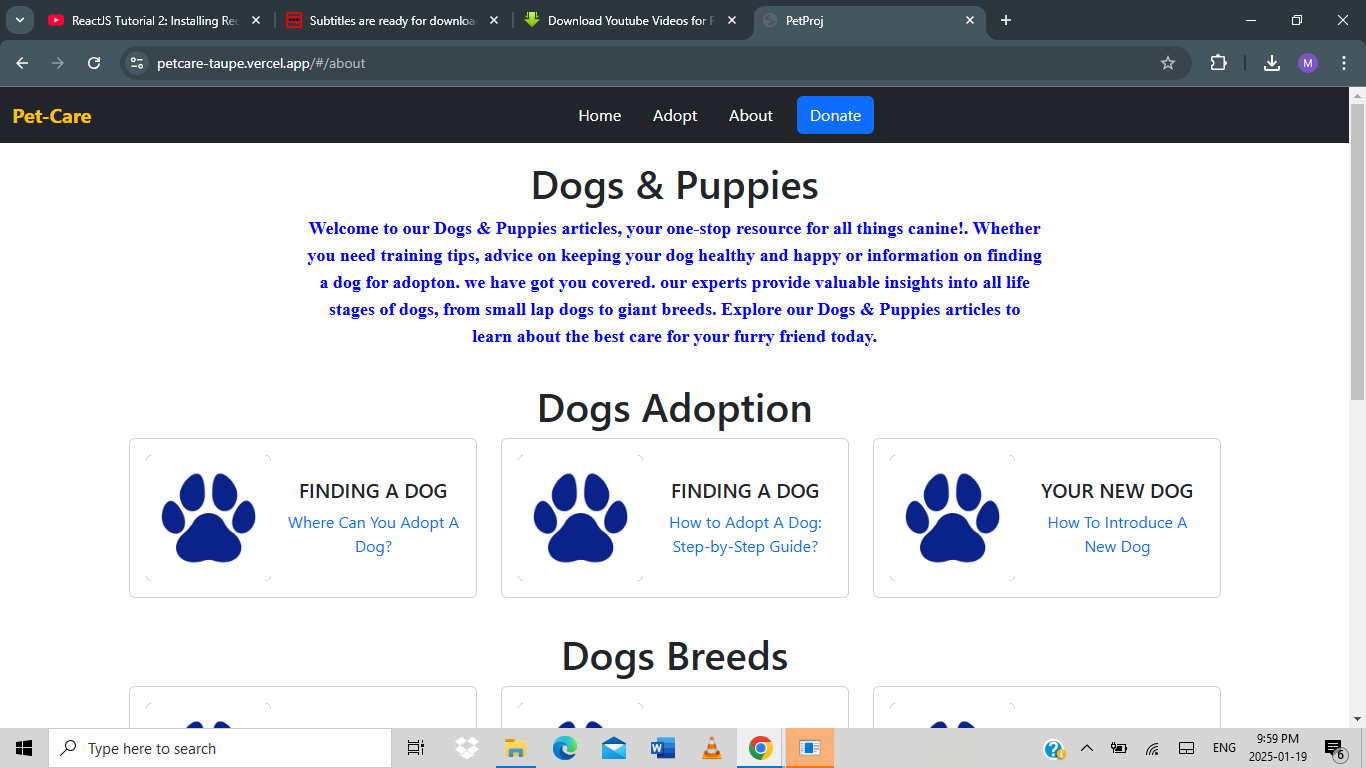 ReactJS Tutorial 2: Installing Rea
Subtitles are ready for downloa
Download Youtube Videos for F
PetProj
petcare-taupe.vercel.app/#/about
M
Pet-Care
Home
Adopt
About
Donate
Dogs & Puppies
Welcome to our Dogs & Puppies articles, your one-stop resource for all things canine!. Whether
you need training tips, advice on keeping your dog healthy and happy or information on finding
a dog for adopton. we have got you covered. our experts provide valuable insights into all life
stages of dogs, from small lap dogs to giant breeds. Explore our Dogs & Puppies articles to
learn about the best care for your furry friend today.
Dogs Adoption
FINDING A DOG
Where Can You Adopt A
Dog?
FINDING A DOG
How to Adopt A Dog:
Step-by-Step Guide?
YOUR NEW DOG
How To Introduce A
New Dog
Dogs Breeds
Type here to search
ENG
9:59 PM
2025-01-19
6